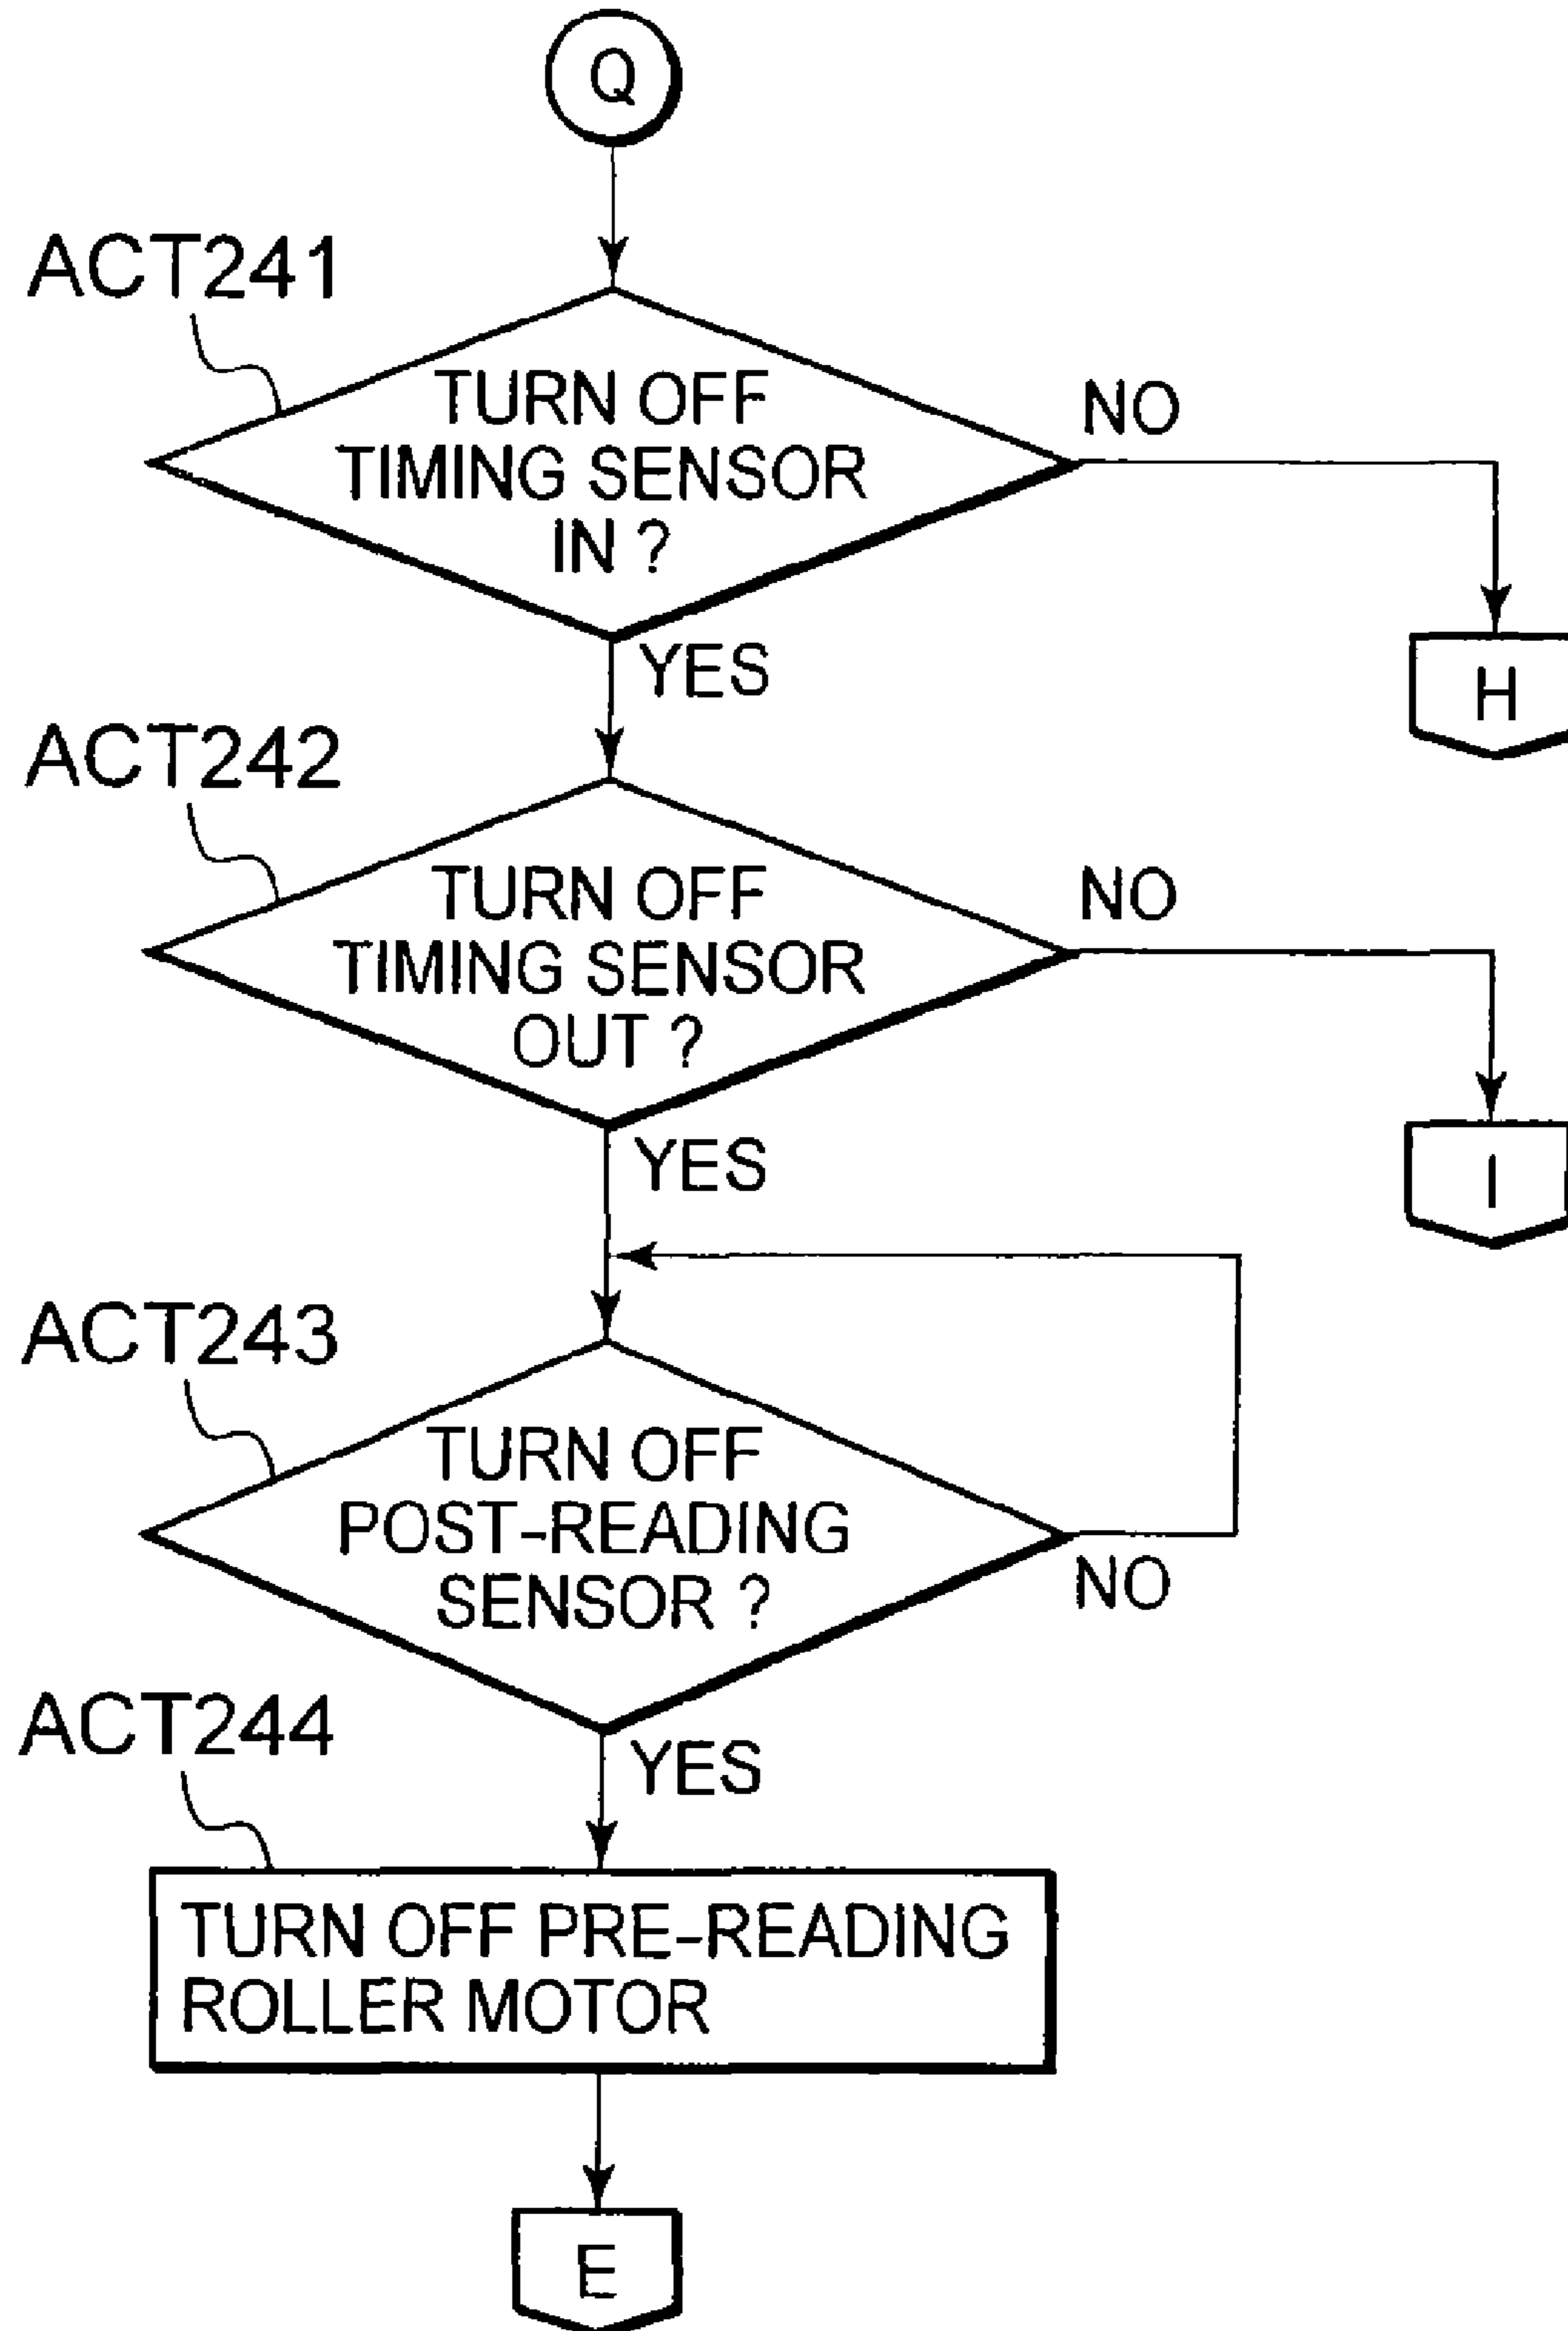 Q
ACT241
TURN OFF
TIMING SENSOR
IN ?
NO
H
YES
ACT242
TURN OFF
TIMING SENSOR
OUT ?
NO
I
YES
ACT243
TURN OFF
POST-READING
SENSOR ?
NO
ACT244
YES
TURN OFF PRE-READING
ROLLER MOTOR
E